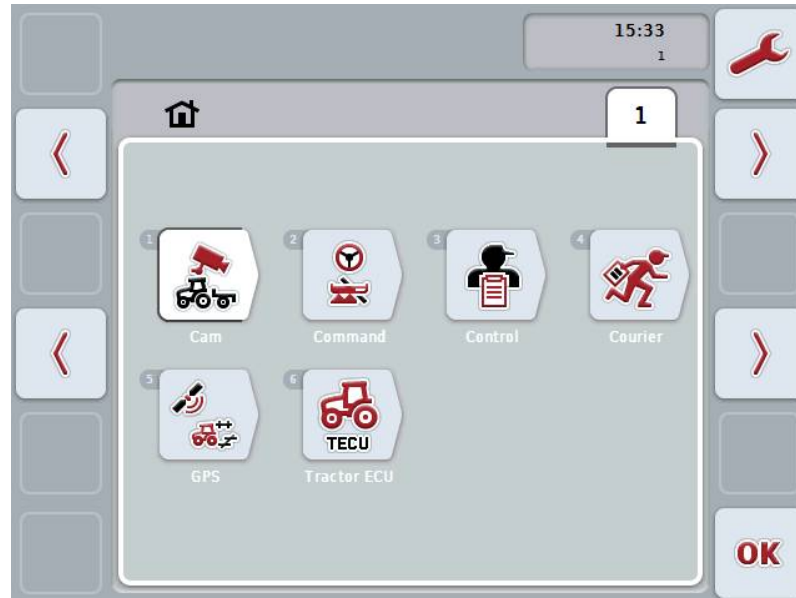 15:33
1
1
1
2
3
4
Cam
Command
Control
Courier
5
6
TECU
GPS
Tractor ECU
OK